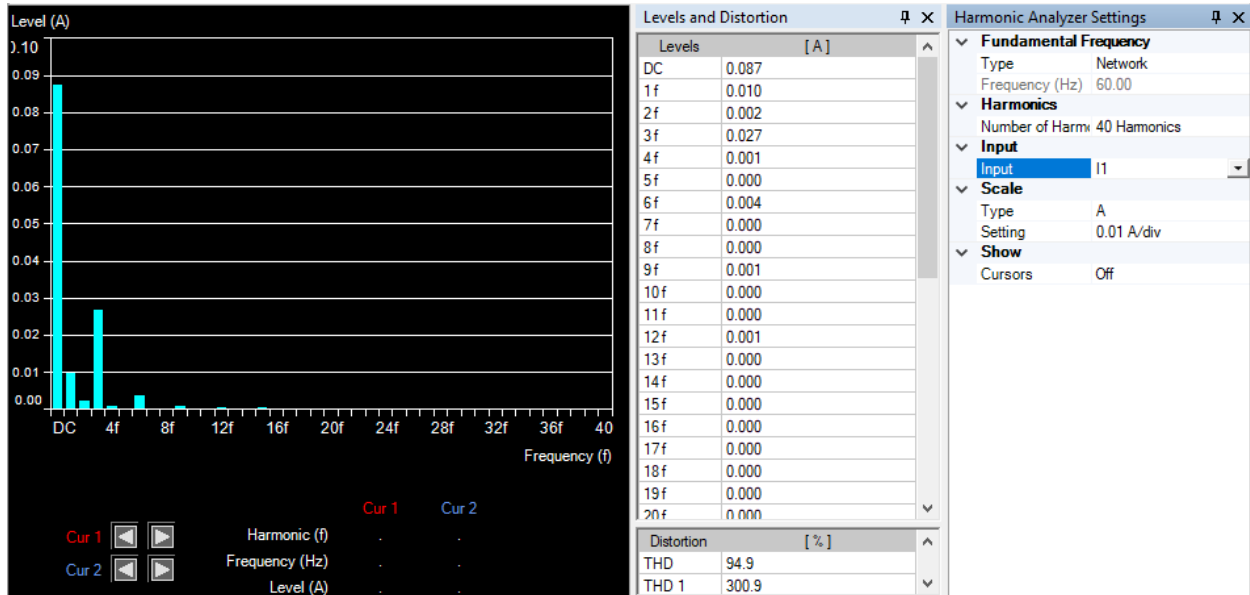 Level (A)
0.10
0.09
0.08
0.07
0.06
0.05
0.04
0.03
0.02
0.01
0.00
DC 4f 8f 12f 16f 20f 24f 28f 32f 36f 40
Frequency (f)
Cur 1 Cur 2
Cur 1 Harmonic (f) . .
Cur 2 Frequency (Hz) . .
Level (A) . .
Levels and Distortion
Levels [ A ]
DC 0.087
1f 0.010
2f 0.002
3f 0.027
4f 0.001
5f 0.000
6f 0.004
7f 0.000
8f 0.000
9f 0.001
10f 0.000
11f 0.000
12f 0.001
13f 0.000
14f 0.000
15f 0.000
16f 0.000
17f 0.000
18f 0.000
19f 0.000
20f 0.000
Distortion [ % ]
THD 94.9
THD 1 300.9
Harmonic Analyzer Settings
Fundamental Frequency
Type Network
Frequency (Hz) 60.00
Harmonics
Number of Harm 40 Harmonics
Input
Input I1
Scale
Type A
Setting 0.01 A/div
Show
Cursors Off